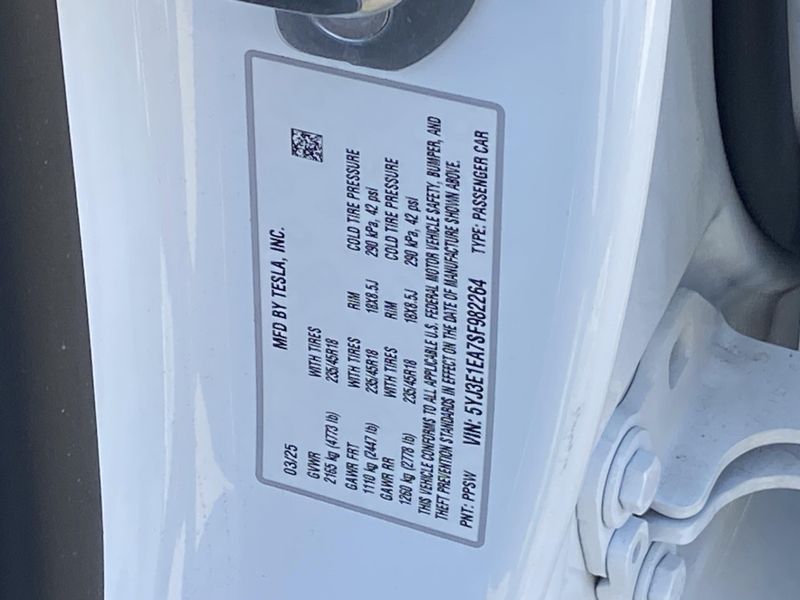 MFD BY TESLA, INC.
03/25
GVWR WITH TIRES
2165 kg (4773 lb) 235/45R18
GAWR FRT WITH TIRES RIM COLD TIRE PRESSURE
1110 kg (2447 lb) 235/45R18 18X8.5J 290 kPa, 42 psi
GAWR RR WITH TIRES RIM COLD TIRE PRESSURE
1260 kg (2778 lb) 235/45R18 18X8.5J 290 kPa, 42 psi
THIS VEHICLE CONFORMS TO ALL APPLICABLE U.S. FEDERAL MOTOR VEHICLE SAFETY, BUMPER, AND
THEFT PREVENTION STANDARDS IN EFFECT ON THE DATE OF MANUFACTURE SHOWN ABOVE.
PNT: PPSW VIN: 5YJ3E1EA7SF982264 TYPE: PASSENGER CAR